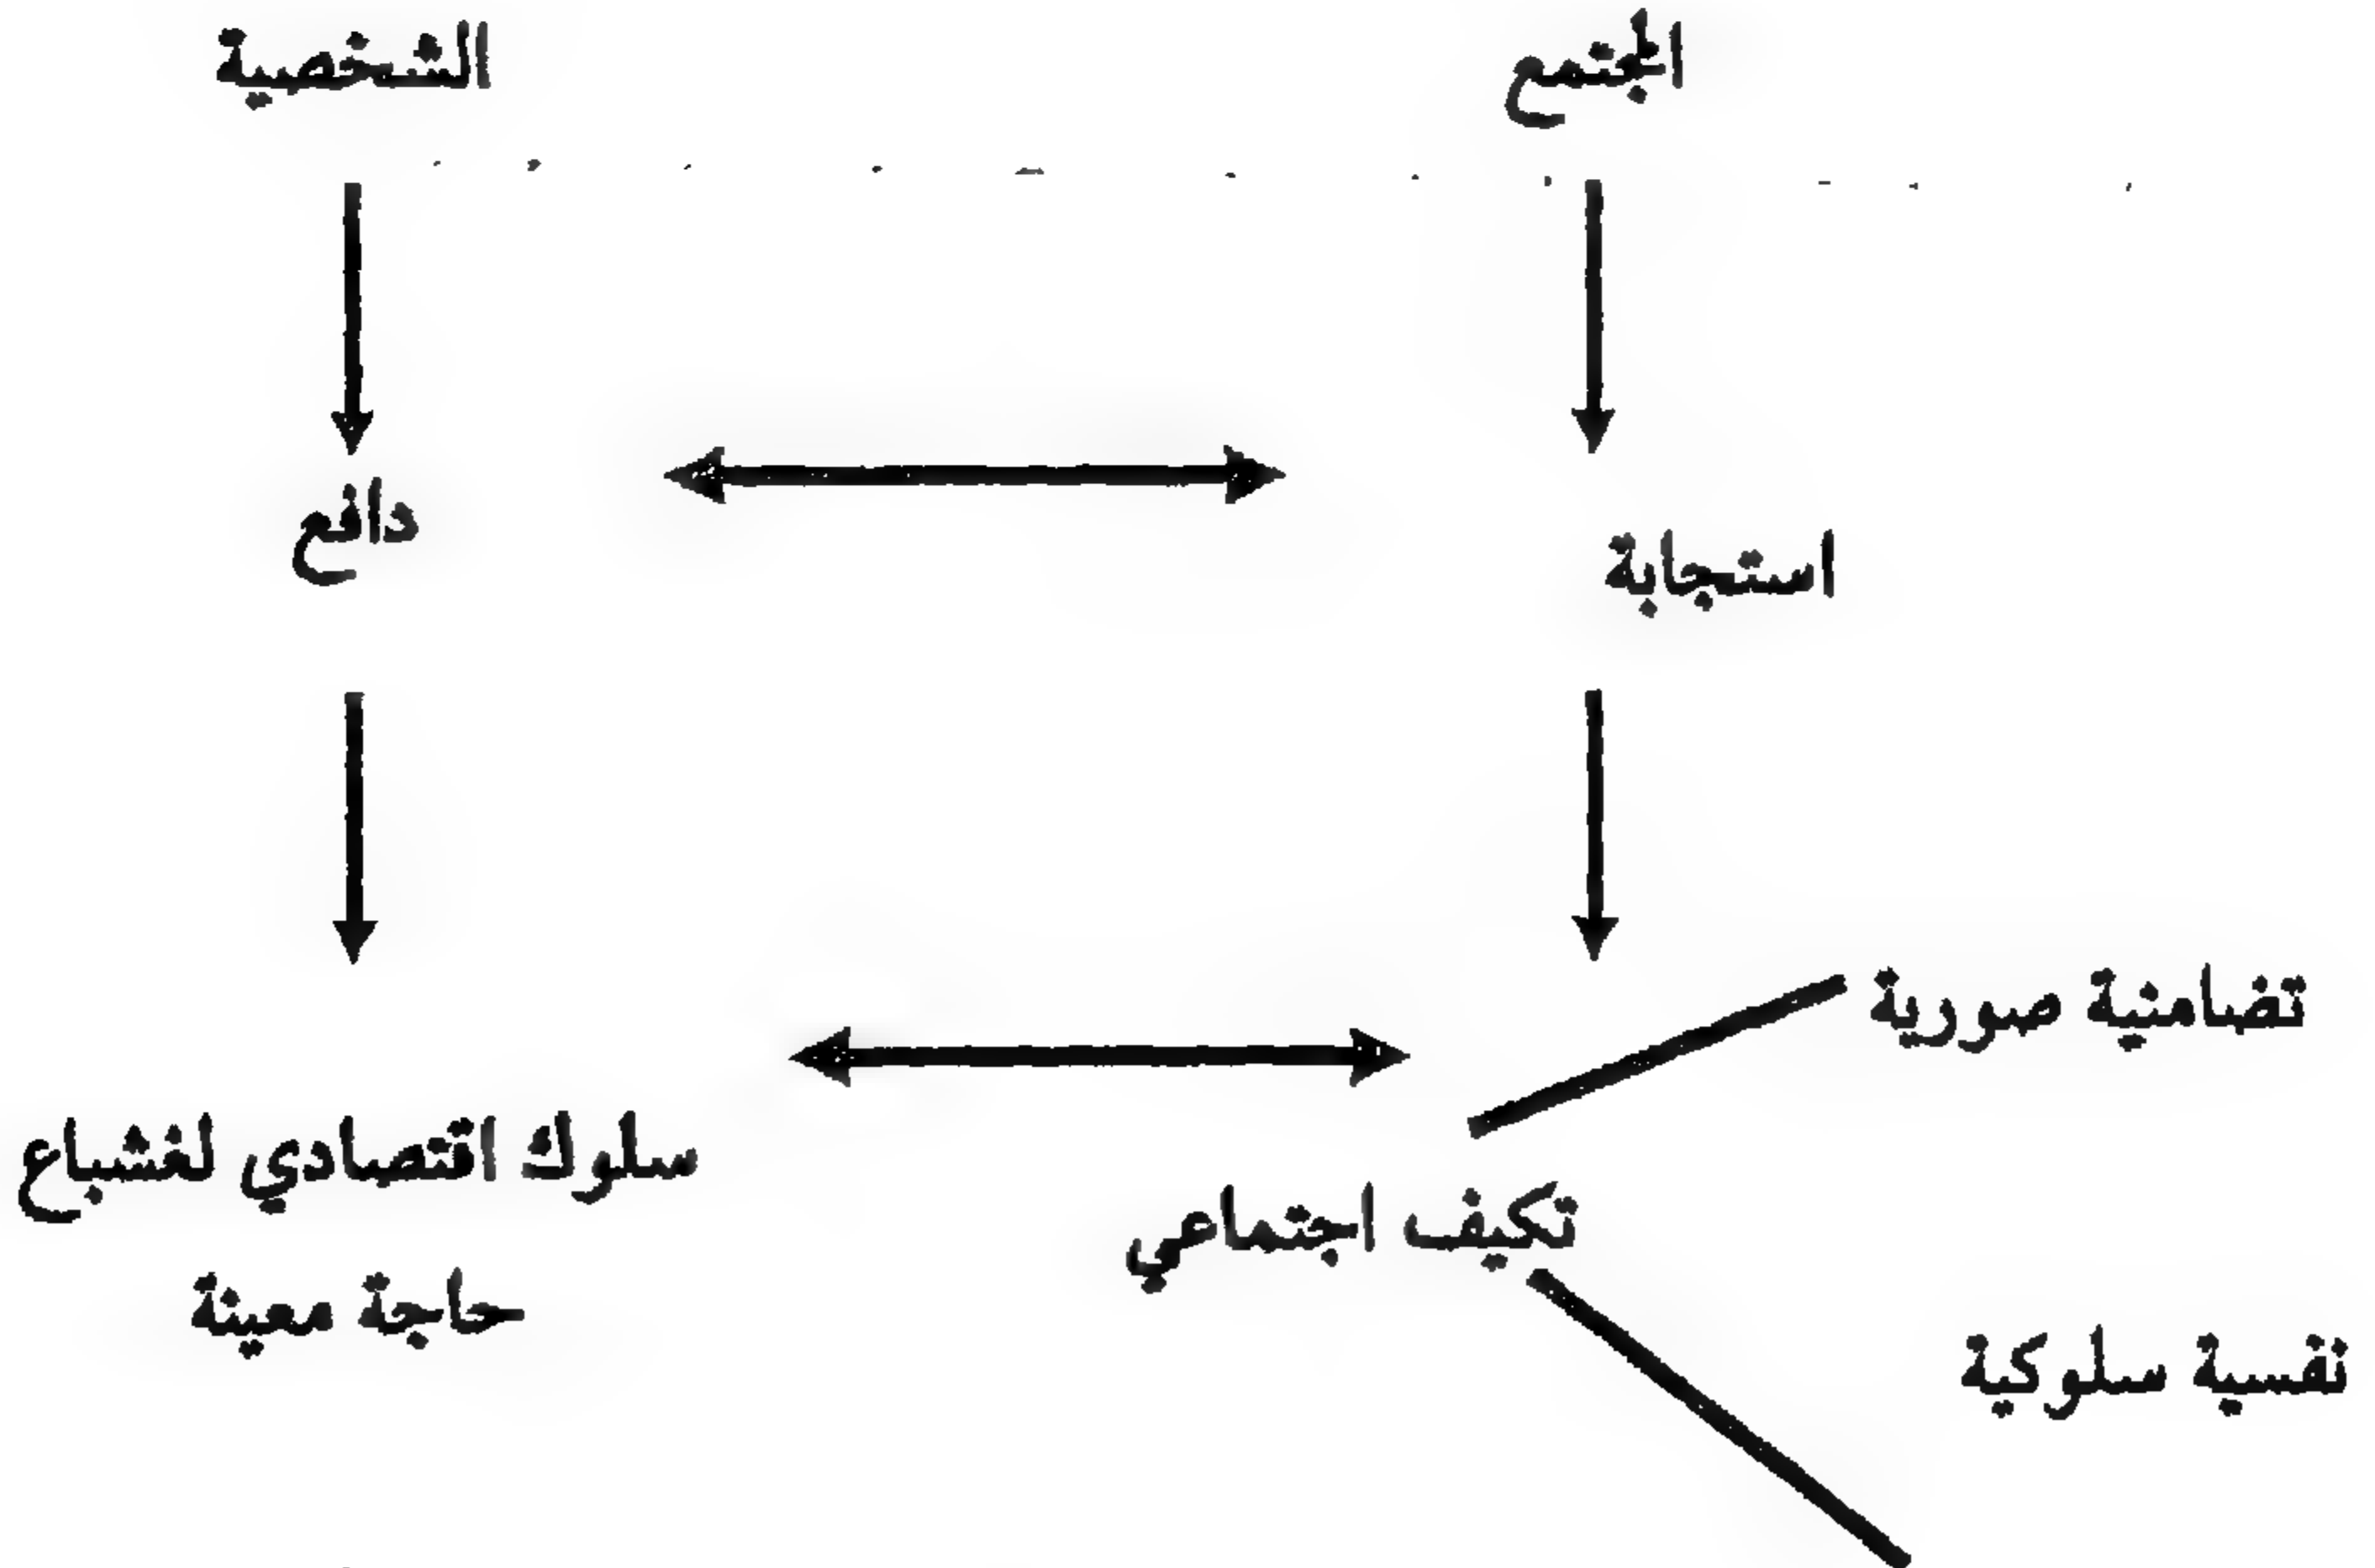 المجتمع
الشخصية
دافع
استجابة
تضامنية صورية
سلوك اقتصادي لغشباع
تكيف اجتماعي
حاجة معينة
نفسية سلوكية